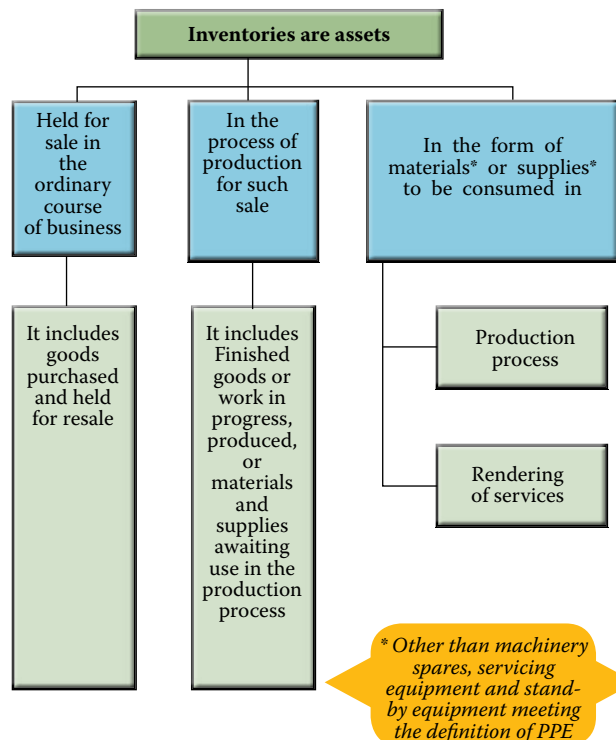 Inventories are assets
Held for
sale in
the
ordinary
course
of business
In the
process of
production
for such
sale
In the form of
materials* or supplies*
to be consumed in
It includes
goods
purchased
and held
for resale
It includes
Finished
goods or
work in
progress,
produced,
or
materials
and
supplies
awaiting
use in the
production
process
Production
process
Rendering
of services
* Other than machinery
spares, servicing
equipment and stand-
by equipment meeting
the definition of PPE